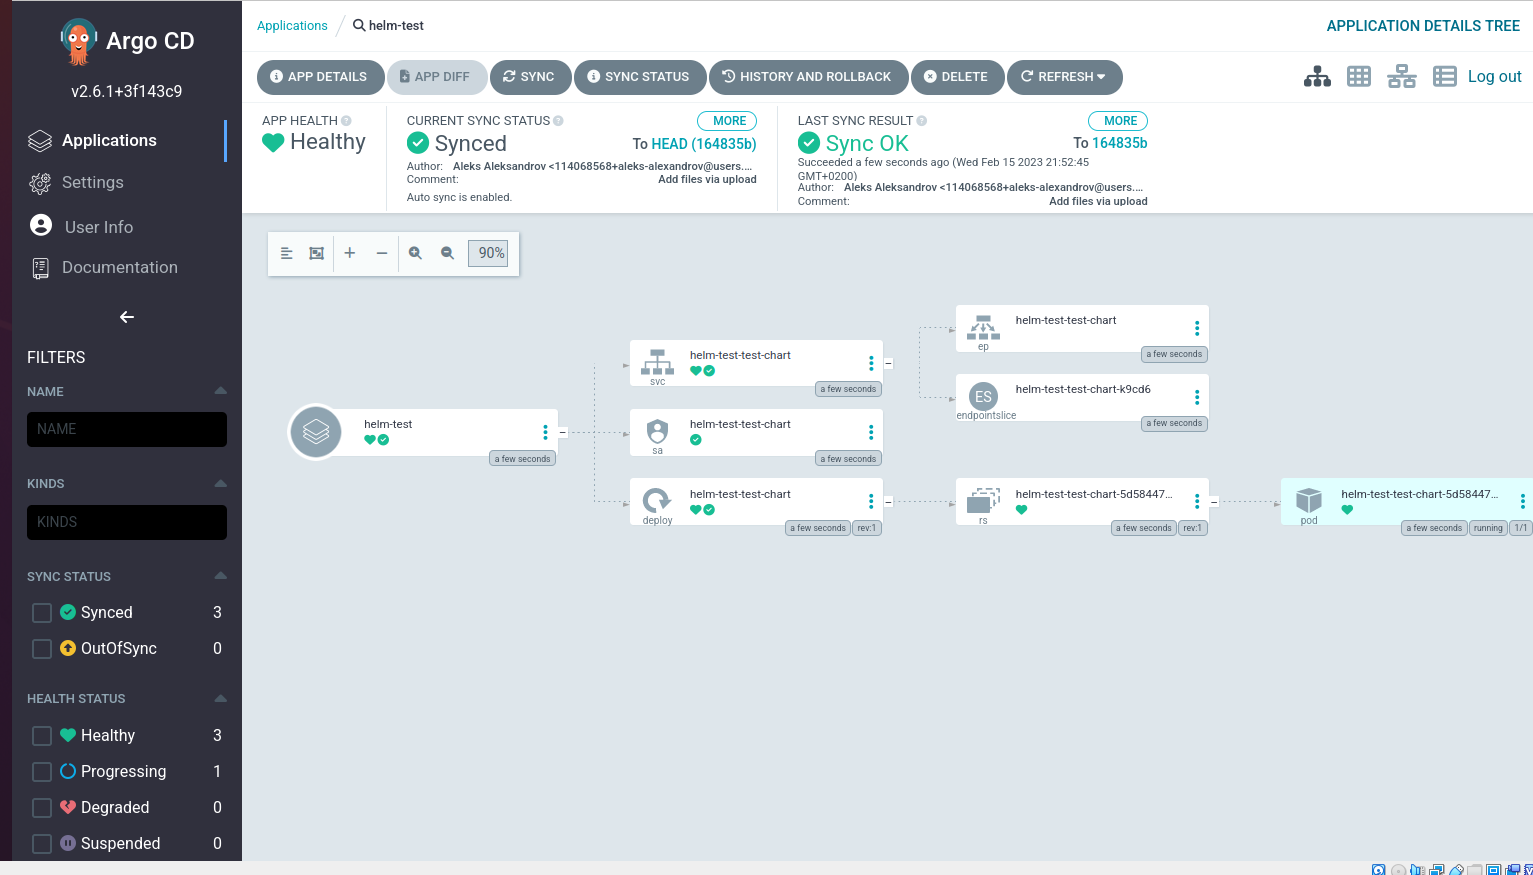 Argo CD
v2.6.1+3f143c9
Applications
Settings
User Info
Documentation
FILTERS
NAME
NAME
KINDS
KINDS
SYNC STATUS
Synced 3
OutOfSync 0
HEALTH STATUS
Healthy 3
Progressing 1
Degraded 0
Suspended 0
Applications / helm-test
APPLICATION DETAILS TREE
APP DETAILS
APP DIFF
SYNC
SYNC STATUS
HISTORY AND ROLLBACK
DELETE
REFRESH
Log out
APP HEALTH
Healthy
CURRENT SYNC STATUS
MORE
Synced
To HEAD (164835b)
Author: Aleks Aleksandrov <114068568+aleks-alexandrov@users....
Comment: Add files via upload
Auto sync is enabled.
LAST SYNC RESULT
MORE
Sync OK
To 164835b
Succeeded a few seconds ago (Wed Feb 15 2023 21:52:45
GMT+0200)
Author: Aleks Aleksandrov <114068568+aleks-alexandrov@users....
Comment: Add files via upload
90%
helm-test
a few seconds
helm-test-test-chart
svc
a few seconds
helm-test-test-chart
sa
a few seconds
helm-test-test-chart
deploy
a few seconds
rev:1
helm-test-test-chart
ep
a few seconds
ES
helm-test-test-chart-k9cd6
endpointslice
a few seconds
helm-test-test-chart-5d58447...
rs
a few seconds
rev:1
helm-test-test-chart-5d58447...
pod
a few seconds
running
1/1